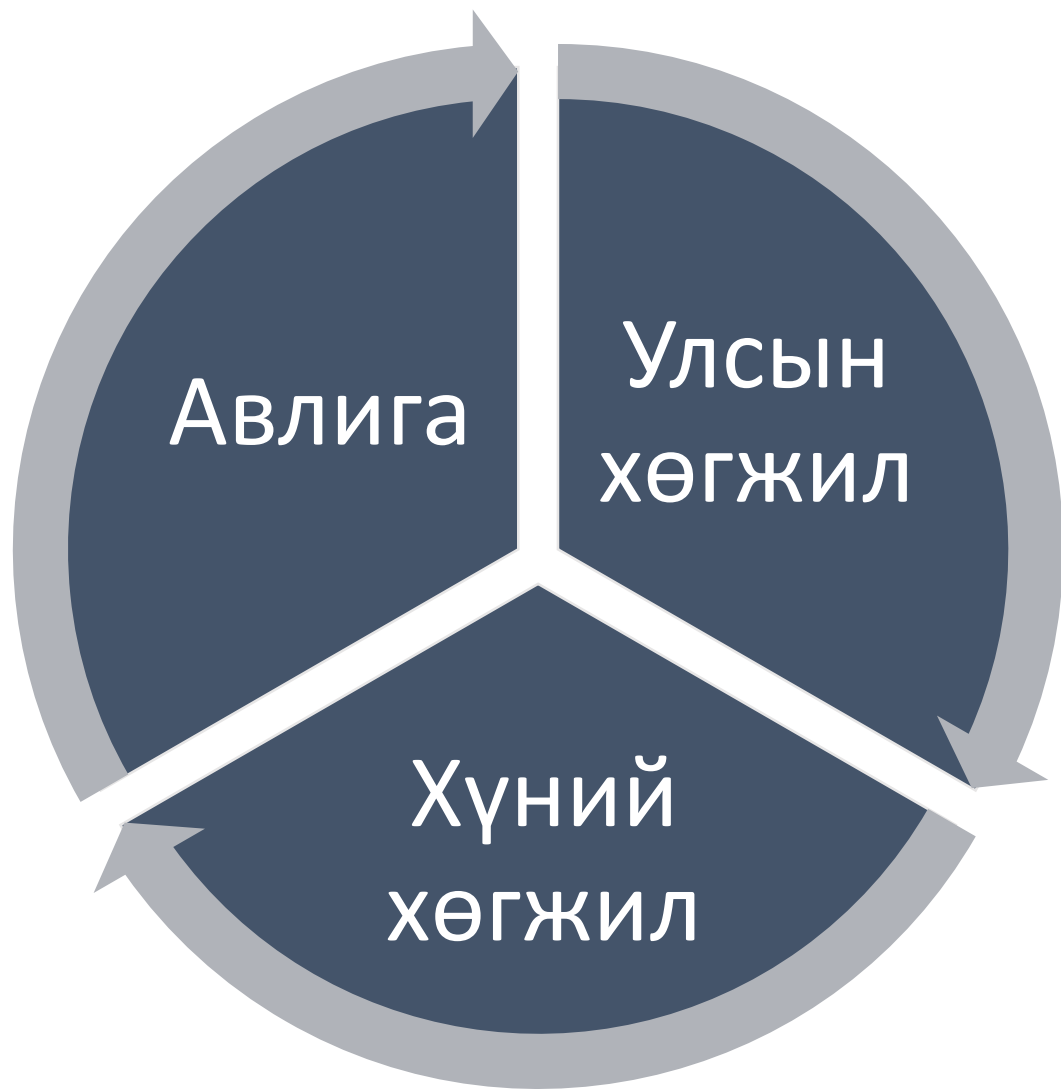 Авлига
Улсын
хөгжил
Хүний
хөгжил